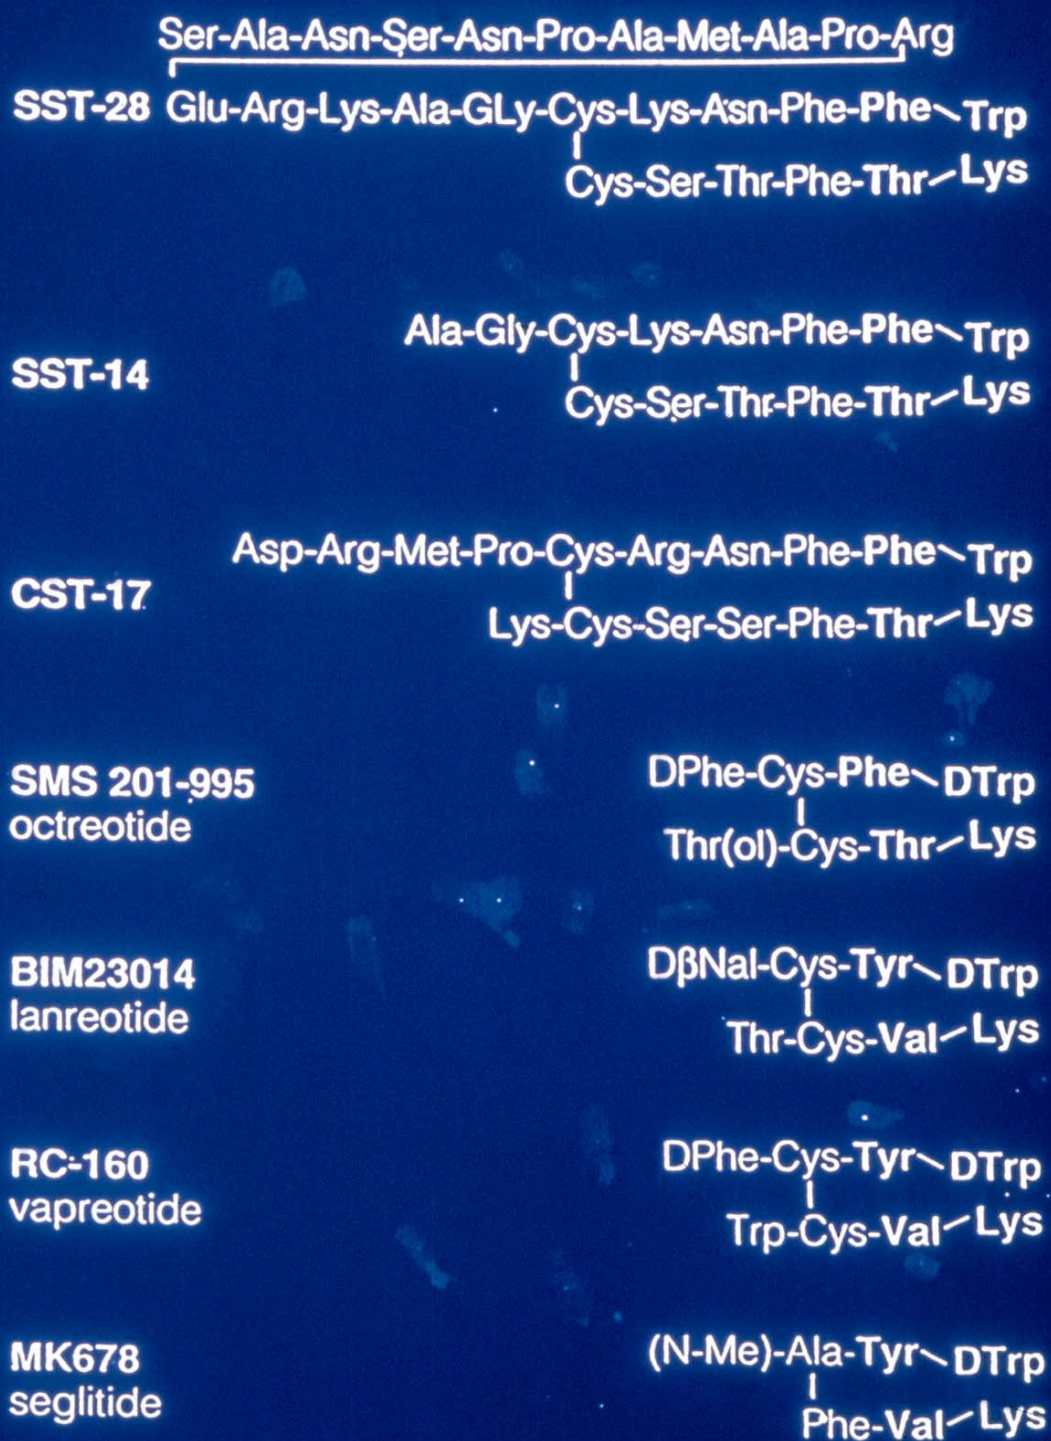 Ser-Ala-Asn-Ser-Asn-Pro-Ala-Met-Ala-Pro-Arg
SST-28 Glu-Arg-Lys-Ala-GLy-Cys-Lys-Asn-Phe-Phe-Trp
Cys-Ser-Thr-Phe-Thr-Lys
SST-14
Ala-Gly-Cys-Lys-Asn-Phe-Phe-Trp
Cys-Ser-Thr-Phe-Thr-Lys
CST-17
Asp-Arg-Met-Pro-Cys-Arg-Asn-Phe-Phe-Trp
Lys-Cys-Ser-Ser-Phe-Thr-Lys
SMS 201-995
octreotide
DPhe-Cys-Phe-DTrp
Thr(ol)-Cys-Thr-Lys
BIM23014
lanreotide
DβNal-Cys-Tyr-DTrp
Thr-Cys-Val-Lys
RC-160
vapreotide
DPhe-Cys-Tyr-DTrp
Trp-Cys-Val-Lys
MK678
seglitide
(N-Me)-Ala-Tyr-DTrp
Phe-Val-Lys